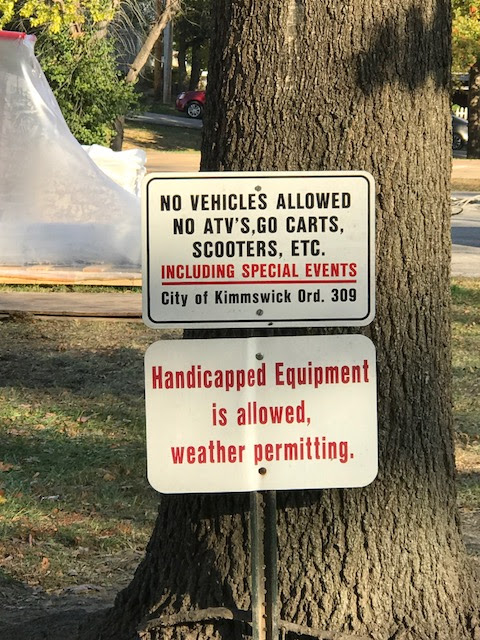 NO VEHICLES ALLOWED
NO ATV'S,GO CARTS,
SCOOTERS, ETC.
INCLUDING SPECIAL EVENTS
City of Kimmswick Ord. 309
Handicapped Equipment
is allowed,
weather permitting.